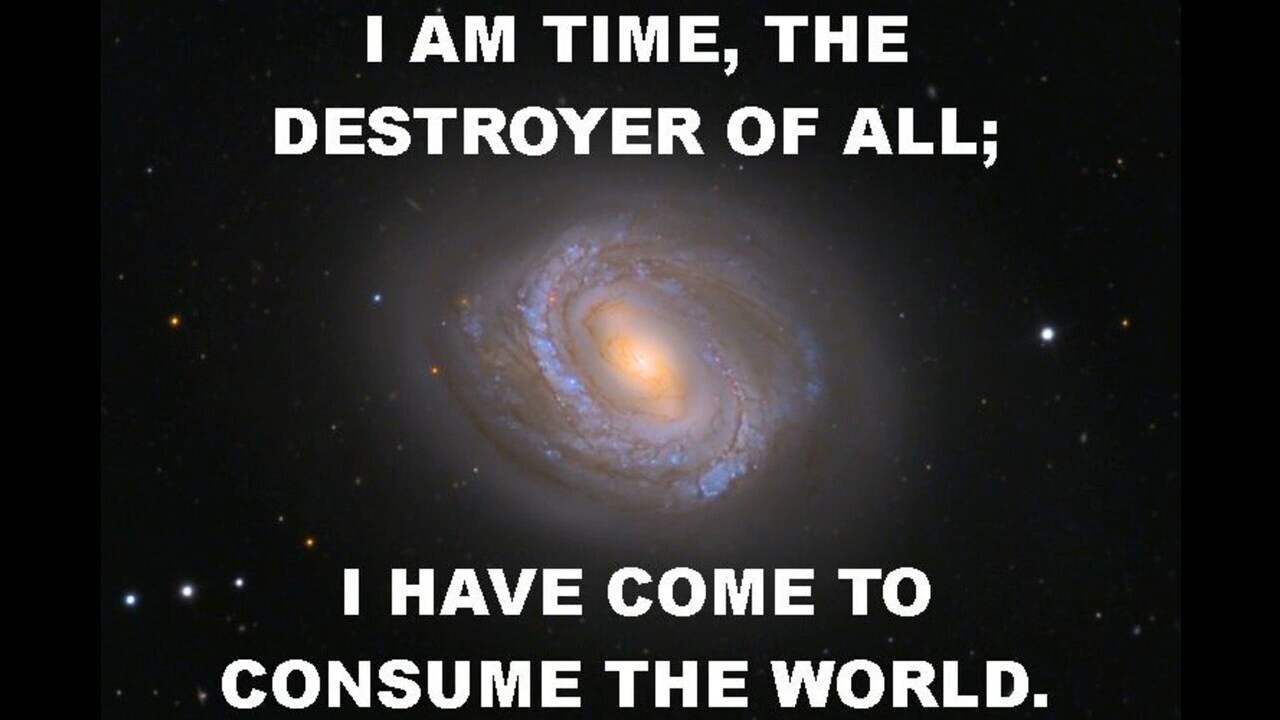 I AM TIME, THE
DESTROYER OF ALL;
I HAVE COME TO
CONSUME THE WORLD.